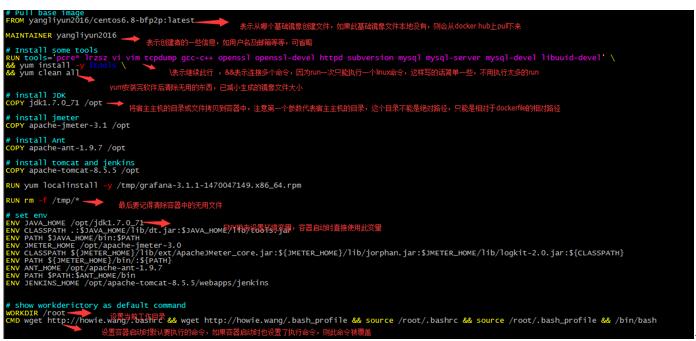 # Pull base image
FROM yangliyun2016/centos6.8-bfp2p:latest
表示从哪个基础镜像创建文件，如果此基础镜像文件本地没有，则会从docker hub上pull下来
MAINTAINER yangliyun2016
表示创建者的一些信息，如用户名及邮箱等等，可省略
# Install some tools
RUN tools='pcre* lrzsz vi vim tcpdump gcc-c++ openssl openssl-devel httpd subversion mysql mysql-server mysql-devel libuuid-devel' \
&& yum install -y $tools \
&& yum clean all
\表示继续此行，&&表示连接多个命令，因为run一次只能执行一个linux命令，这样写的话简单一些，不用执行太多的run
yum安装完软件后清除无用的东西，已减小生成的镜像文件大小
# install JDK
COPY jdk1.7.0_71 /opt
将宿主主机的目录或文件拷贝到容器中，注意第一个参数代表宿主主机的目录，这个目录不能是绝对路径，只能是相对于dockerfile的相对路径
# install jmeter
COPY apache-jmeter-3.1 /opt
# install Ant
COPY apache-ant-1.9.7 /opt
# install tomcat and jenkins
COPY apache-tomcat-8.5.5 /opt
RUN yum localinstall -y /tmp/grafana-3.1.1-1470047149.x86_64.rpm
RUN rm -f /tmp/*
最后要记得清除容器中的无用文件
# set env
ENV JAVA_HOME /opt/jdk1.7.0_71
环境变量，容器启动时直接使用此变量
ENV CLASSPATH .:$JAVA_HOME/lib/dt.jar:$JAVA_HOME/lib/tools.jar
ENV PATH $JAVA_HOME/bin:$PATH
ENV JMETER_HOME /opt/apache-jmeter-3.0
ENV CLASSPATH ${JMETER_HOME}/lib/ext/ApacheJMeter_core.jar:${JMETER_HOME}/lib/jorphan.jar:$JMETER_HOME/lib/logkit-2.0.jar:${CLASSPATH}
ENV PATH ${JMETER_HOME}/bin/:${PATH}
ENV ANT_HOME /opt/apache-ant-1.9.7
ENV PATH $PATH:$ANT_HOME/bin
ENV JENKINS_HOME /opt/apache-tomcat-8.5.5/webapps/jenkins
# show workderictory as default command
WORKDIR /root
设置当前工作目录
CMD wget http://howie.wang/.bashrc && wget http://howie.wang/.bash_profile && source /root/.bashrc && source /root/.bash_profile && /bin/bash
设置容器启动时默认要执行的命令，如果容器启动时也设置了执行命令，则此命令被覆盖